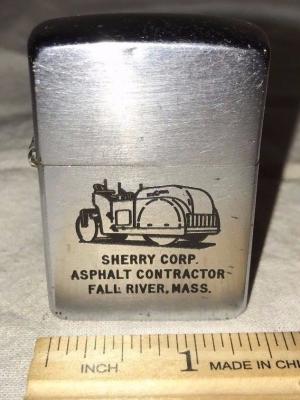 SHERRY CORP.
ASPHALT CONTRACTOR
FALL RIVER, MASS.
INCH 1 MADE IN CHI